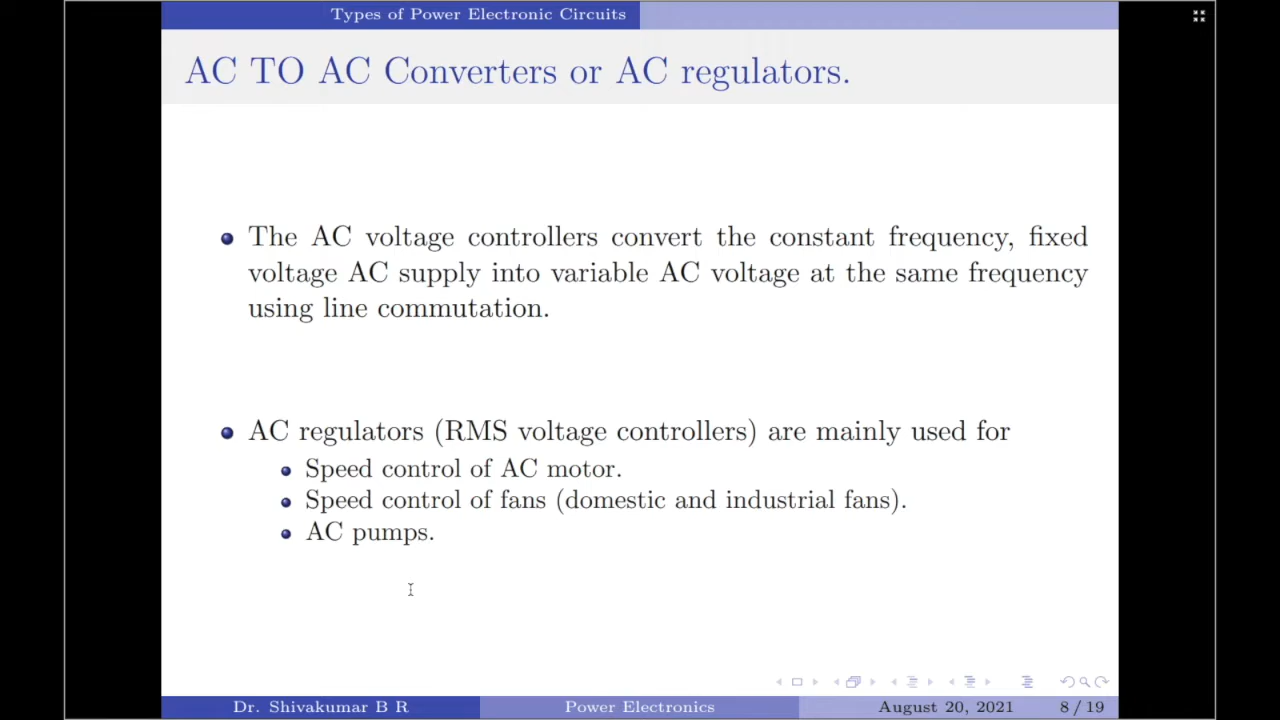 Types of Power Electronic Circuits
AC TO AC Converters or AC regulators.
The AC voltage controllers convert the constant frequency, fixed
voltage AC supply into variable AC voltage at the same frequency
using line commutation.
AC regulators (RMS voltage controllers) are mainly used for
Speed control of AC motor.
Speed control of fans (domestic and industrial fans).
AC pumps.
Dr. Shivakumar B R Power Electronics August 20, 2021 8 / 19